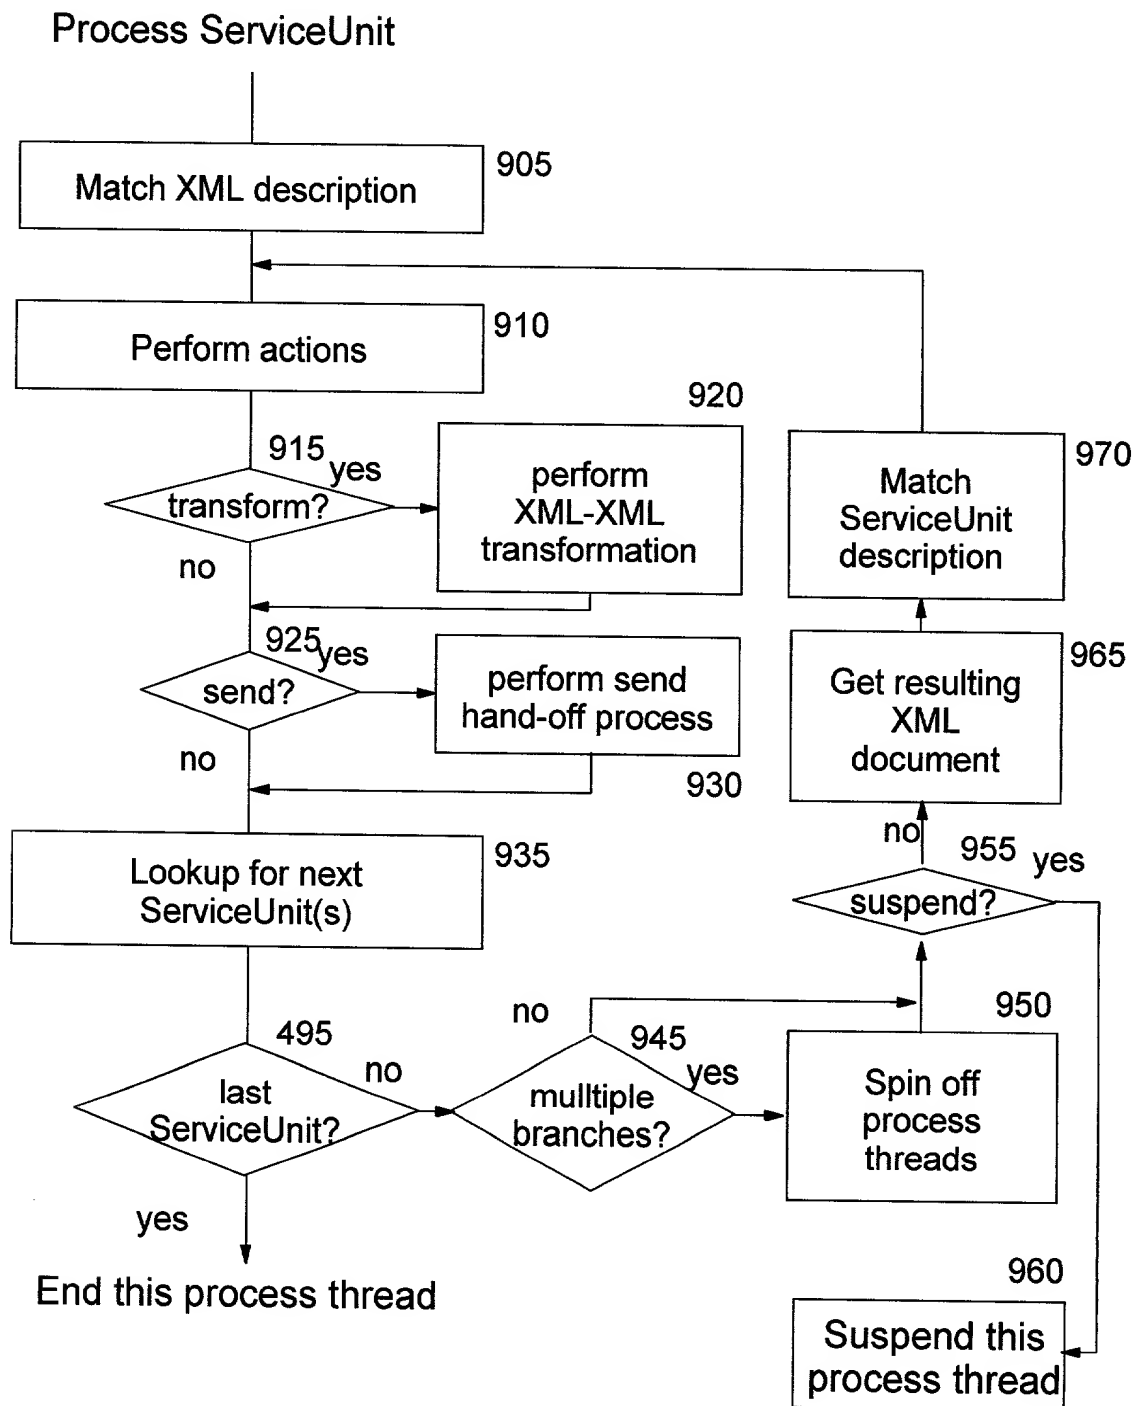 Process ServiceUnit
905
Match XML description
910
Perform actions
920
915
yes
transform?
perform
XML-XML
transformation
970
Match
ServiceUnit
description
no
925
yes
send?
perform send
hand-off process
965
Get resulting
XML
document
no
930
no
955
yes
935
Lookup for next
ServiceUnit(s)
suspend?
950
no
495
945
no
yes
last
ServiceUnit?
mulltiple
branches?
Spin off
process
threads
yes
960
End this process thread
Suspend this
process thread